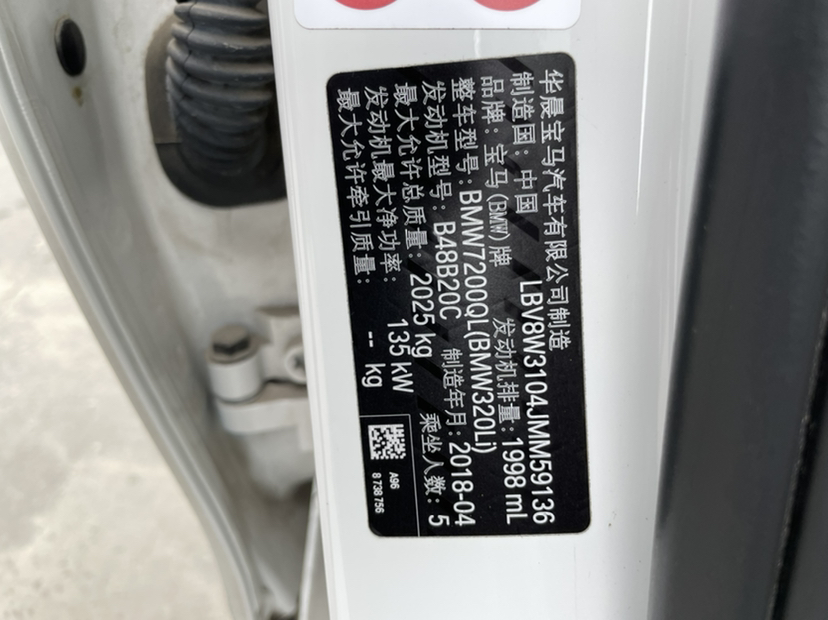 华晨宝马汽车有限公司制造
制造国: 中国 LBV8W3104JMM59136
品牌: 宝马(BMW)牌 发动机排量: 1998 mL
整车型号: BMW7200QL(BMW320Li)
发动机型号: B48B20C 制造年月: 2018-04
最大允许总质量: 2025 kg 乘坐人数: 5
发动机最大净功率: 135 kW
最大允许牵引质量: -- kg
A96
8 738 756